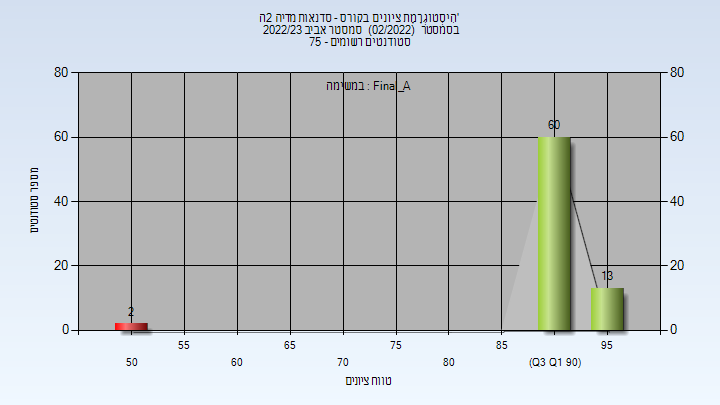 הִיסטוֹגְרָמַת ציונים בקורס - סדנאות מדיה 2ה'
בסמסטר (02/2022) סמסטר אביב 2022/23
סטודנטים רשומים - 75
במשימה : Final_A
מספר סטודנטים
80 80
60 60
40 40
20 20
0 0
2
60
13
55 65 75 85 95
50 60 70 80 (Q3 Q1 90)
טווח ציונים